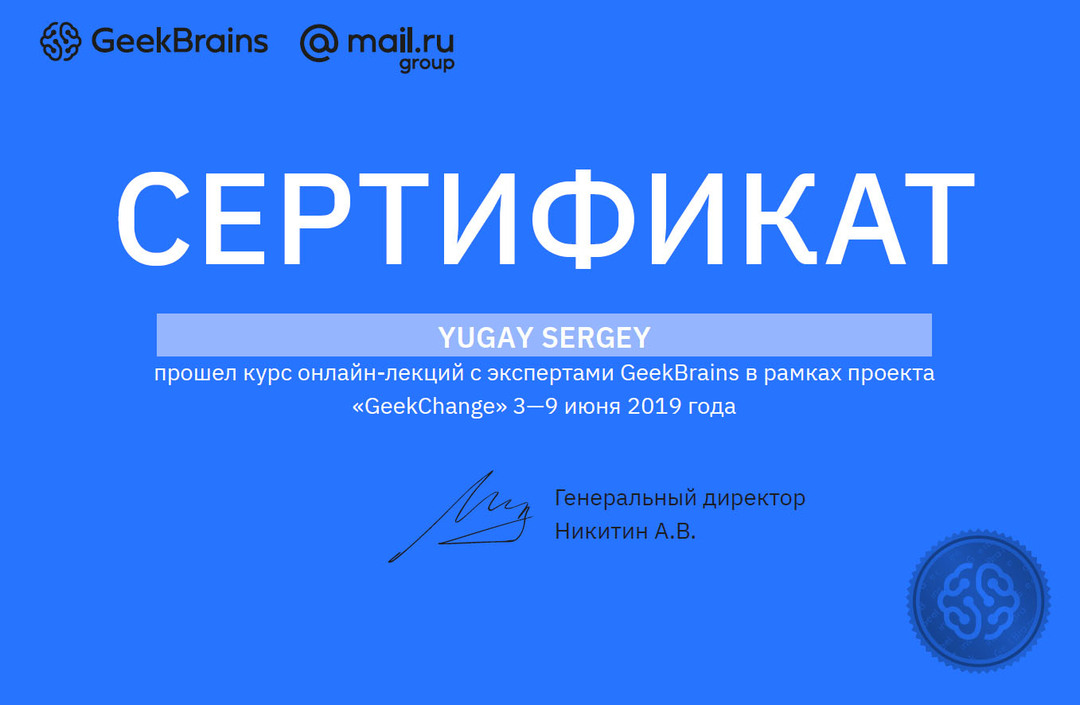 GeekBrains @mail.ru group
СЕРТИФИКАТ
YUGAY SERGEY
прошел курс онлайн-лекций с экспертами GeekBrains в рамках проекта
«GeekChange» 3—9 июня 2019 года
Генеральный директор
Никитин А.В.